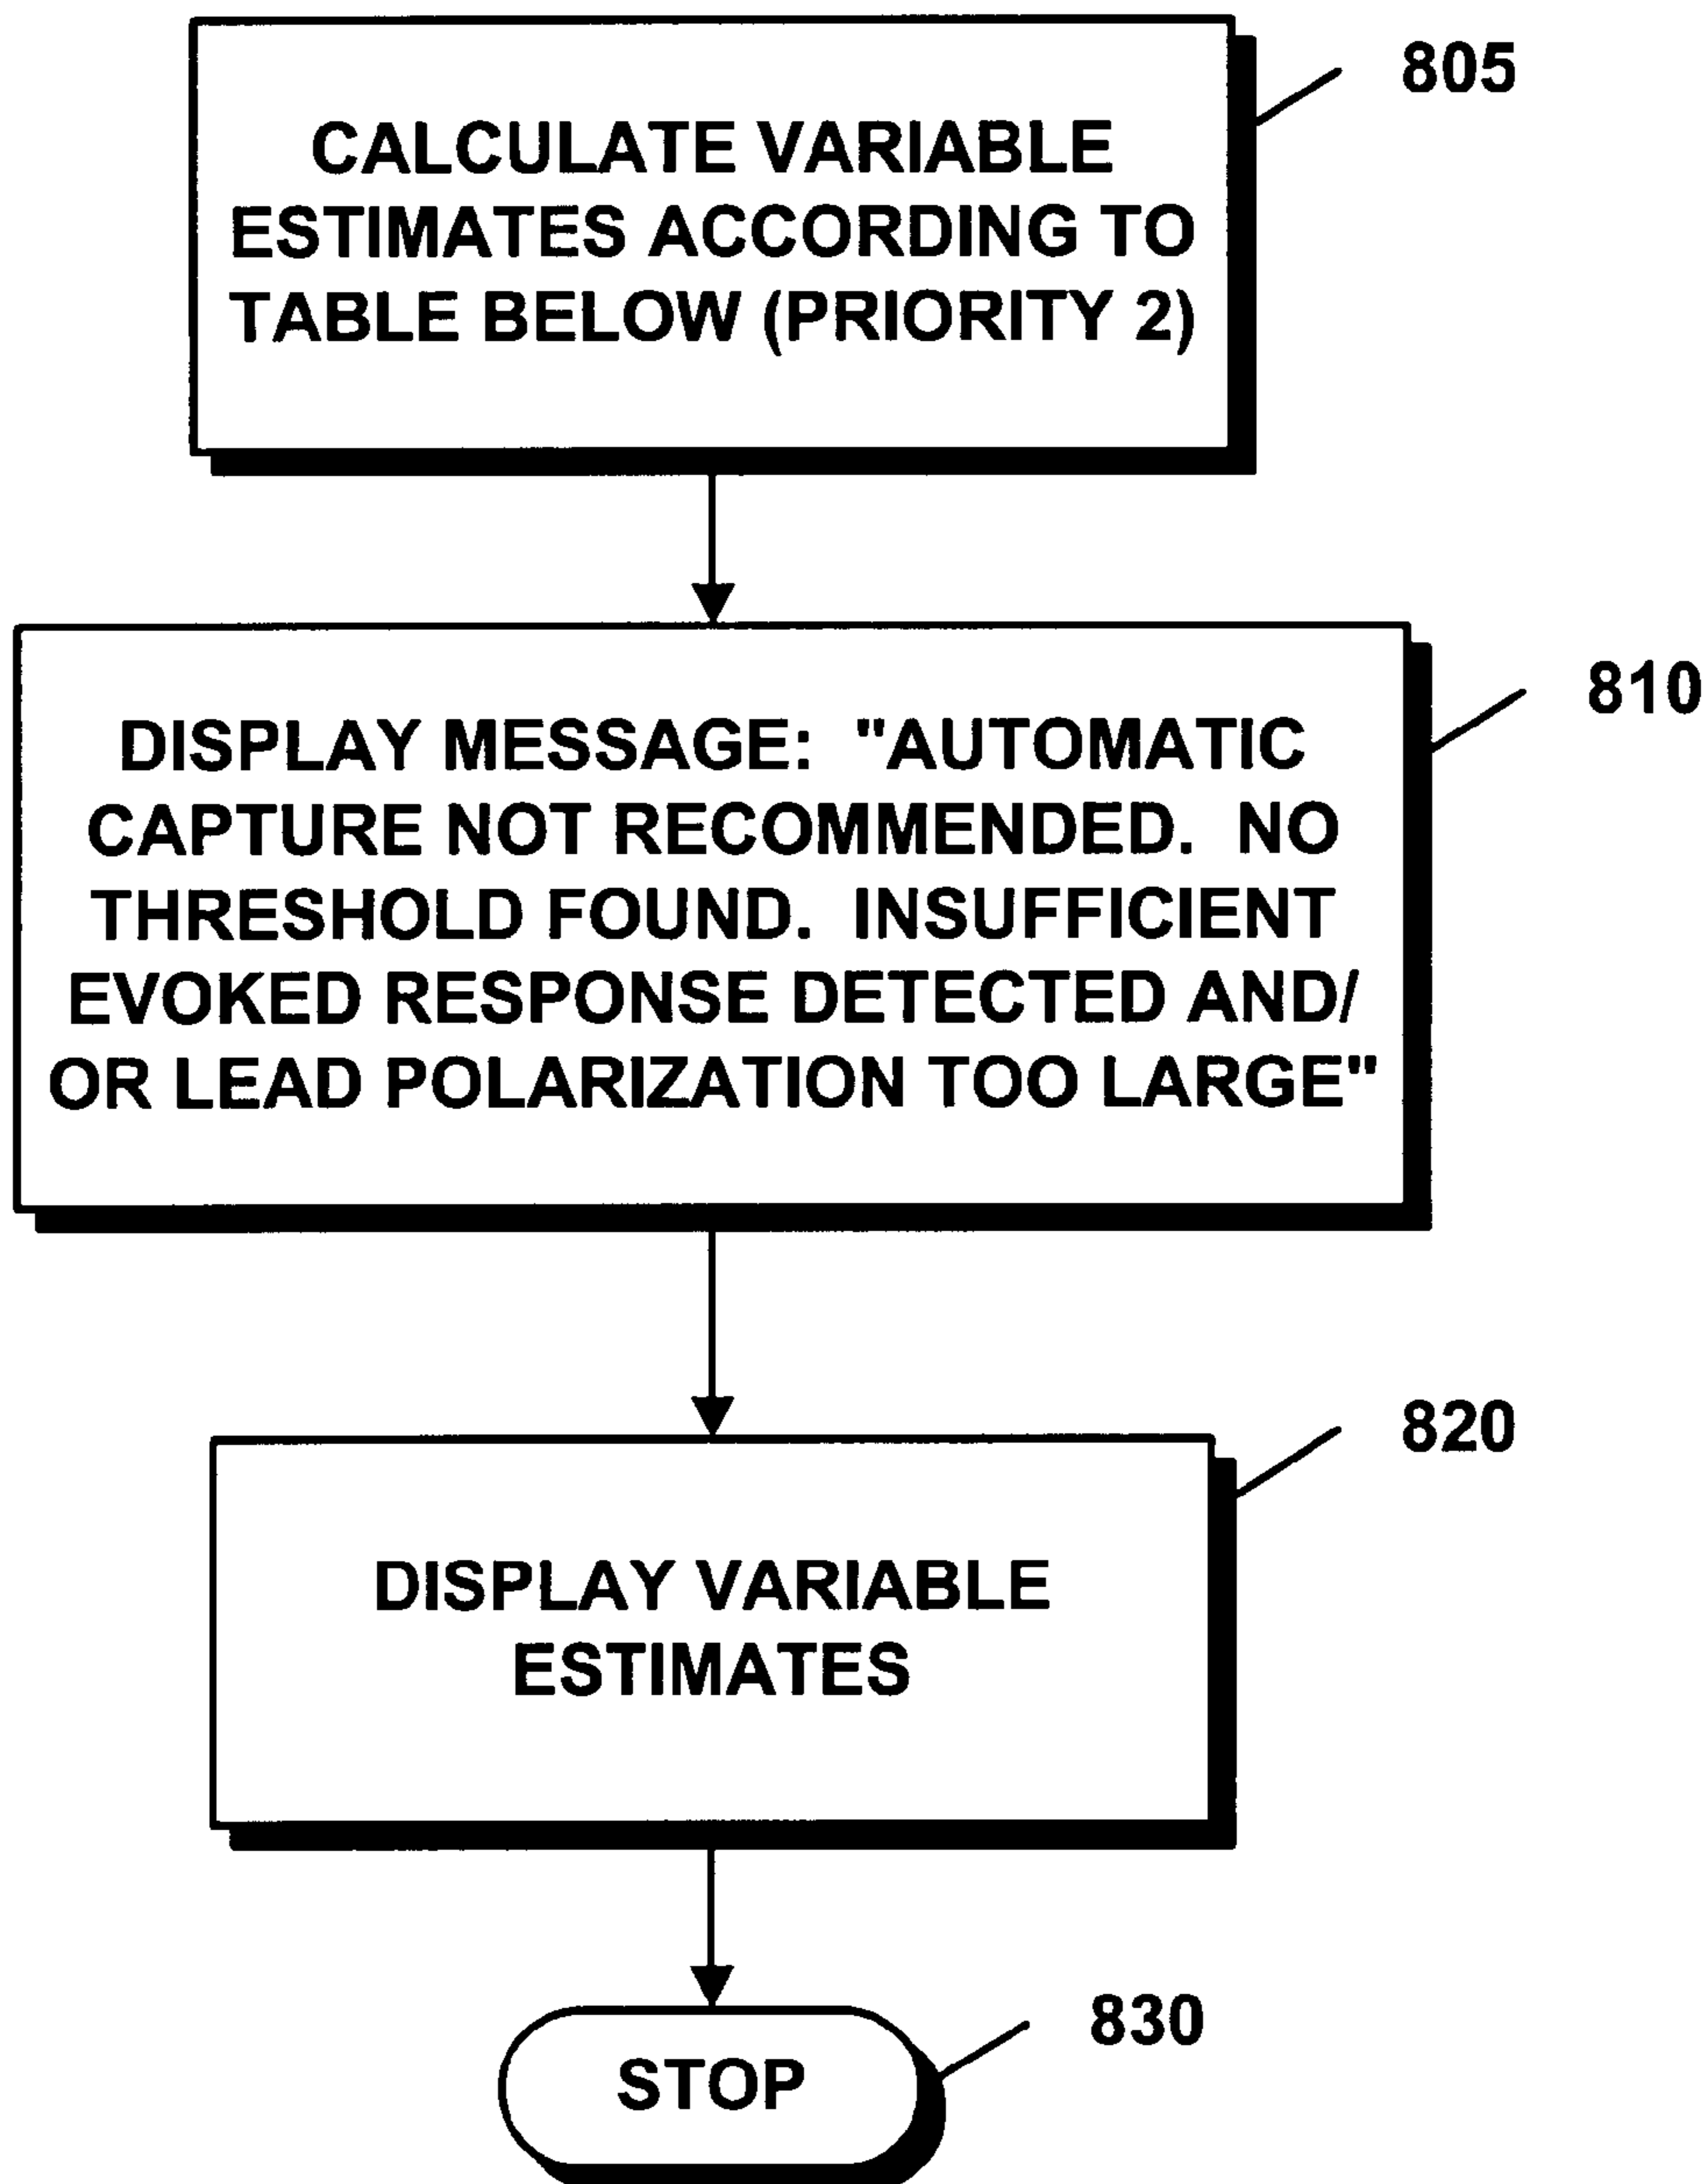 805
CALCULATE VARIABLE
ESTIMATES ACCORDING TO
TABLE BELOW (PRIORITY 2)
810
DISPLAY MESSAGE:  "AUTOMATIC
CAPTURE NOT RECOMMENDED.  NO
THRESHOLD FOUND.  INSUFFICIENT
EVOKED RESPONSE DETECTED AND/
OR LEAD POLARIZATION TOO LARGE"
820
DISPLAY VARIABLE
ESTIMATES
830
STOP